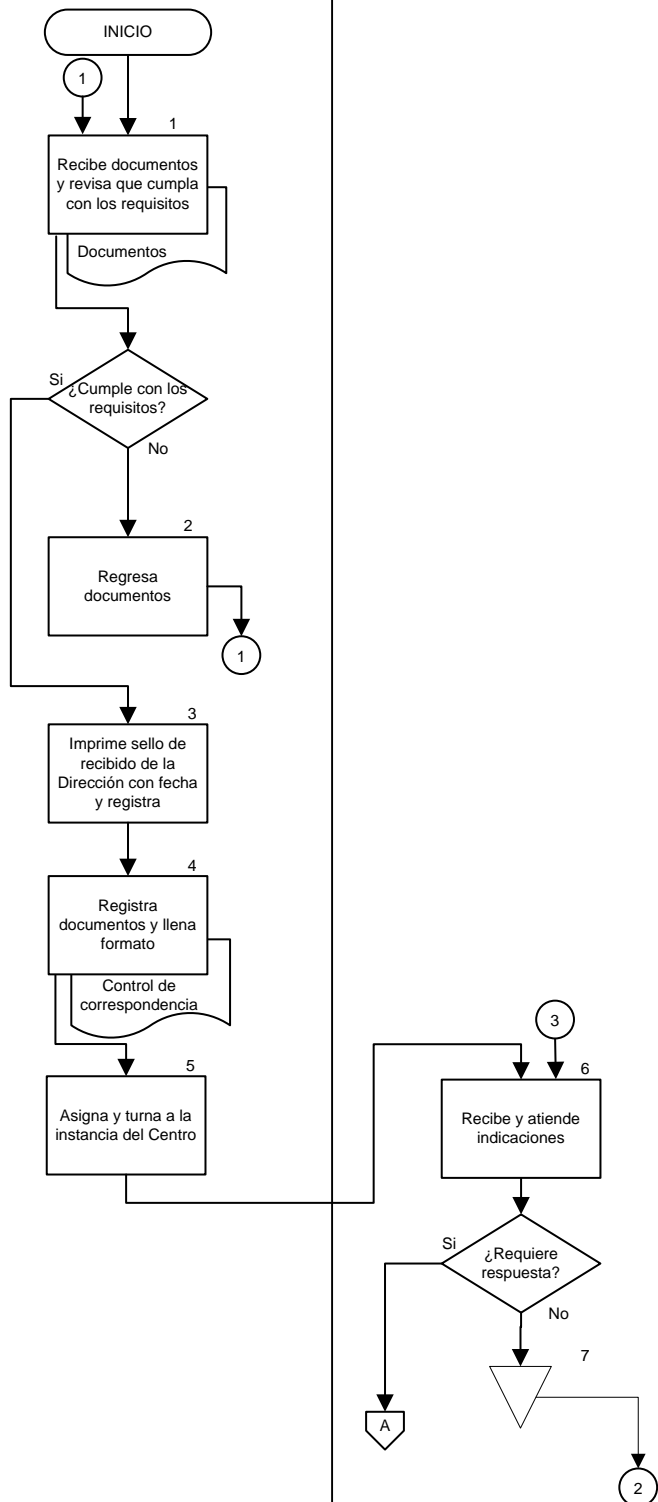 INICIO
1
1
Recibe documentos
y revisa que cumpla
con los requisitos
Documentos
Si
¿Cumple con los
requisitos?
No
2
Regresa
documentos
1
3
Imprime sello de
recibido de la
Dirección con fecha
y registra
4
Registra
documentos y llena
formato
Control de
correspondencia
5
Asigna y turna a la
instancia del Centro
3
6
Recibe y atiende
indicaciones
Si
¿Requiere
respuesta?
No
7
A
2